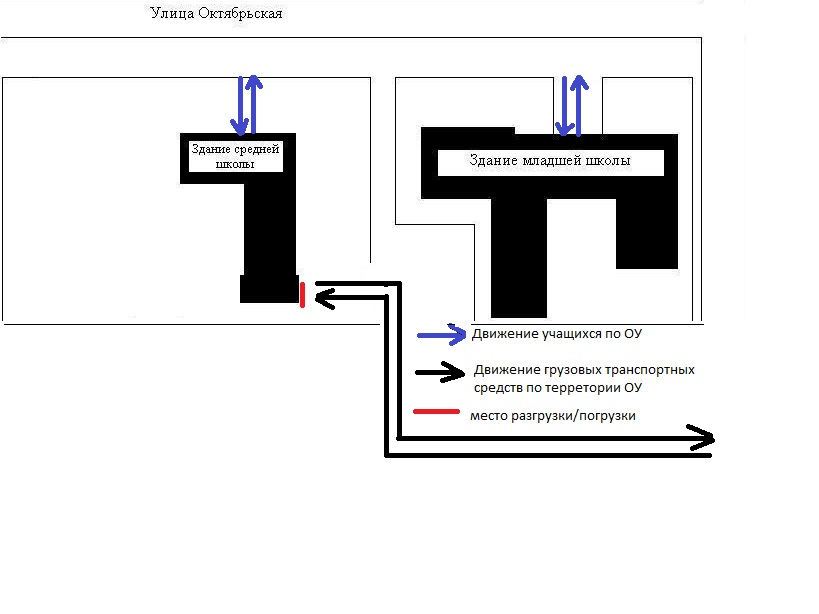 Улица Октябрьская
Здание средней
школы
Здание младшей школы
Движение учащихся по ОУ
Движение грузовых транспортных
средств по территории ОУ
место разгрузки/погрузки